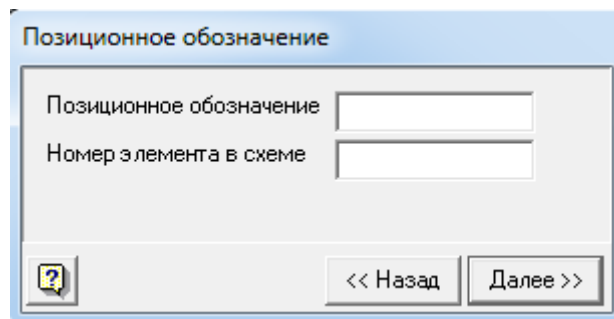 Позиционное обозначение
Позиционное обозначение
Номер элемента в схеме
?
<< Назад Далее >>